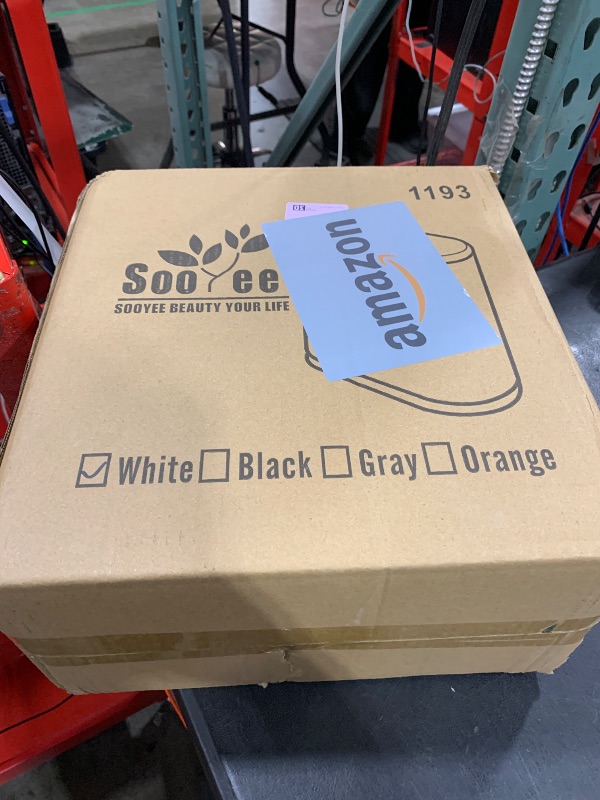 1193
SooYee
SOOYEE BEAUTY YOUR LIFE
amazon
White Black Gray Orange